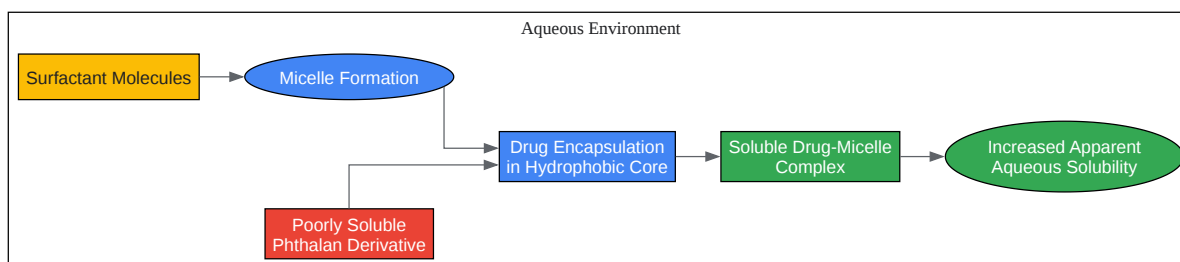 Aqueous Environment
Surfactant Molecules
Micelle Formation
Drug Encapsulation
in Hydrophobic Core
Soluble Drug-Micelle
Complex
Increased Apparent
Aqueous Solubility
Poorly Soluble
Phthalan Derivative